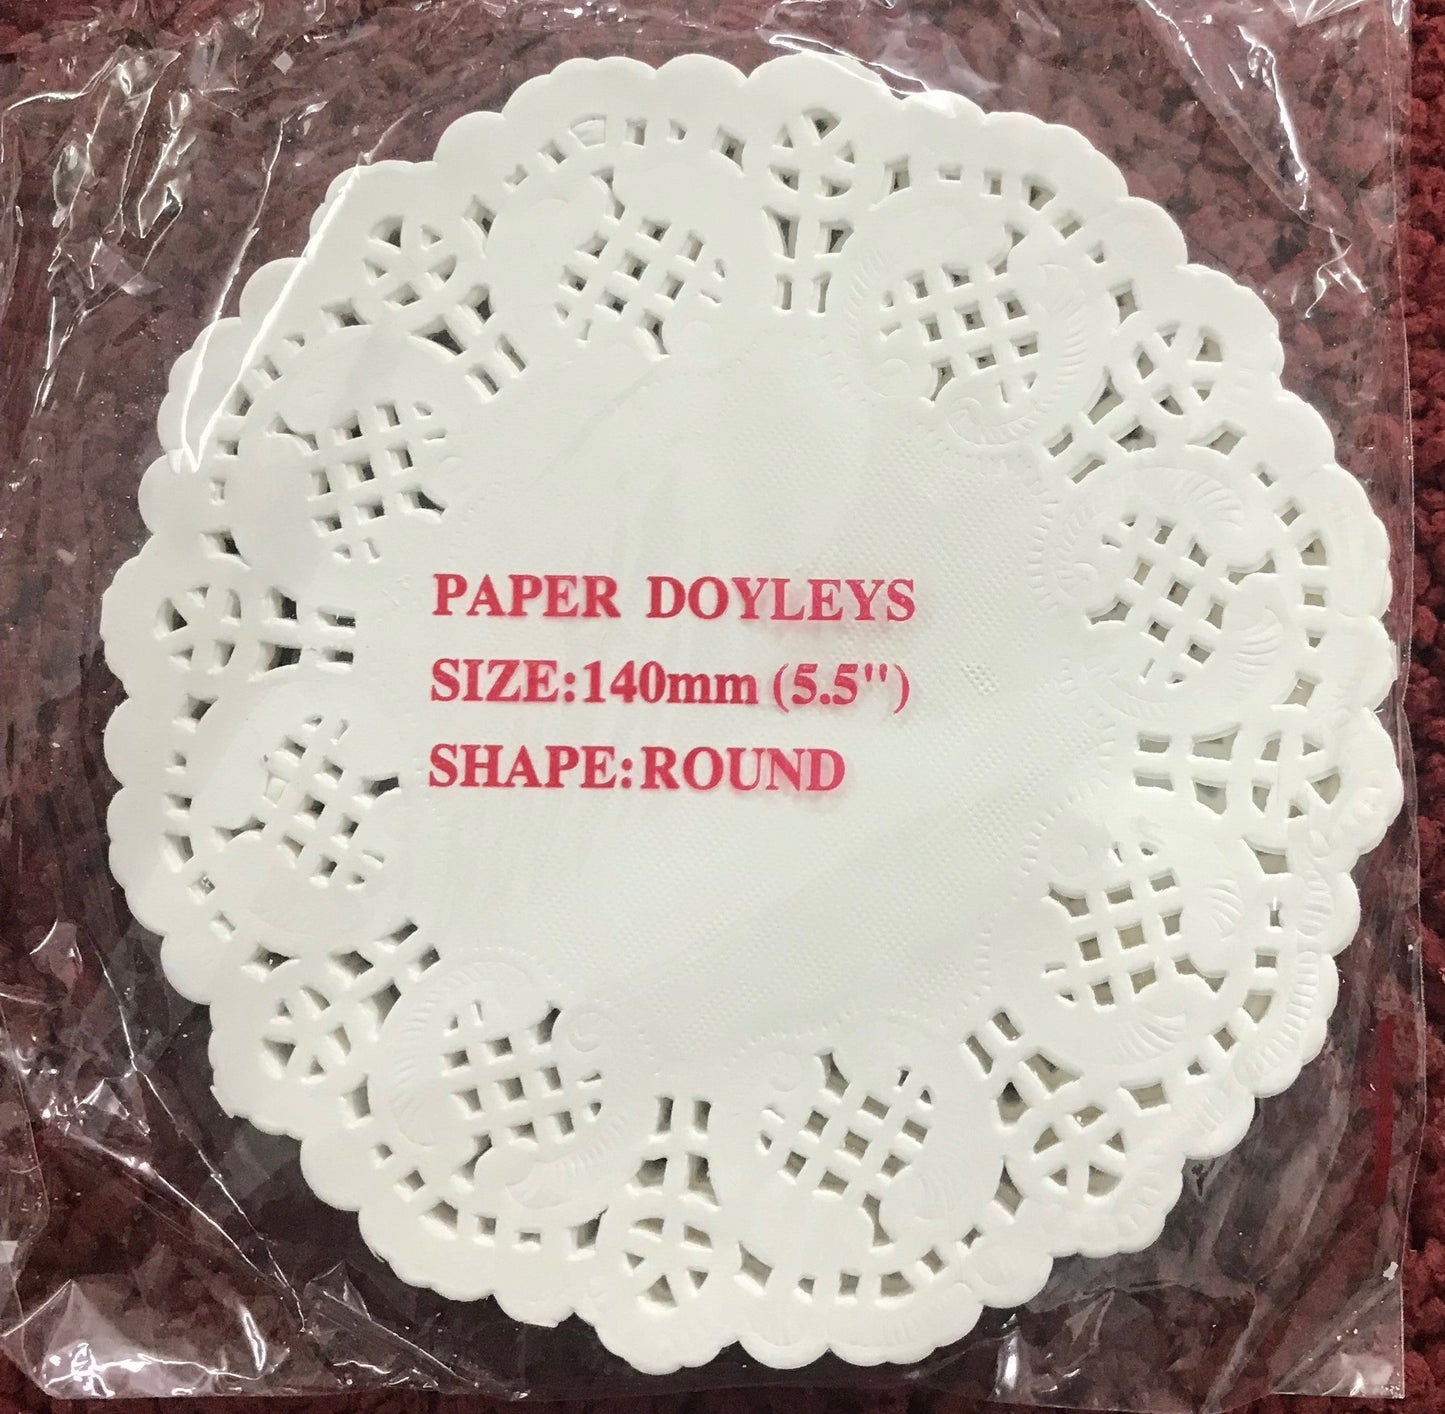 PAPER DOYLEYS
SIZE:140mm (5.5")
SHAPE:ROUND